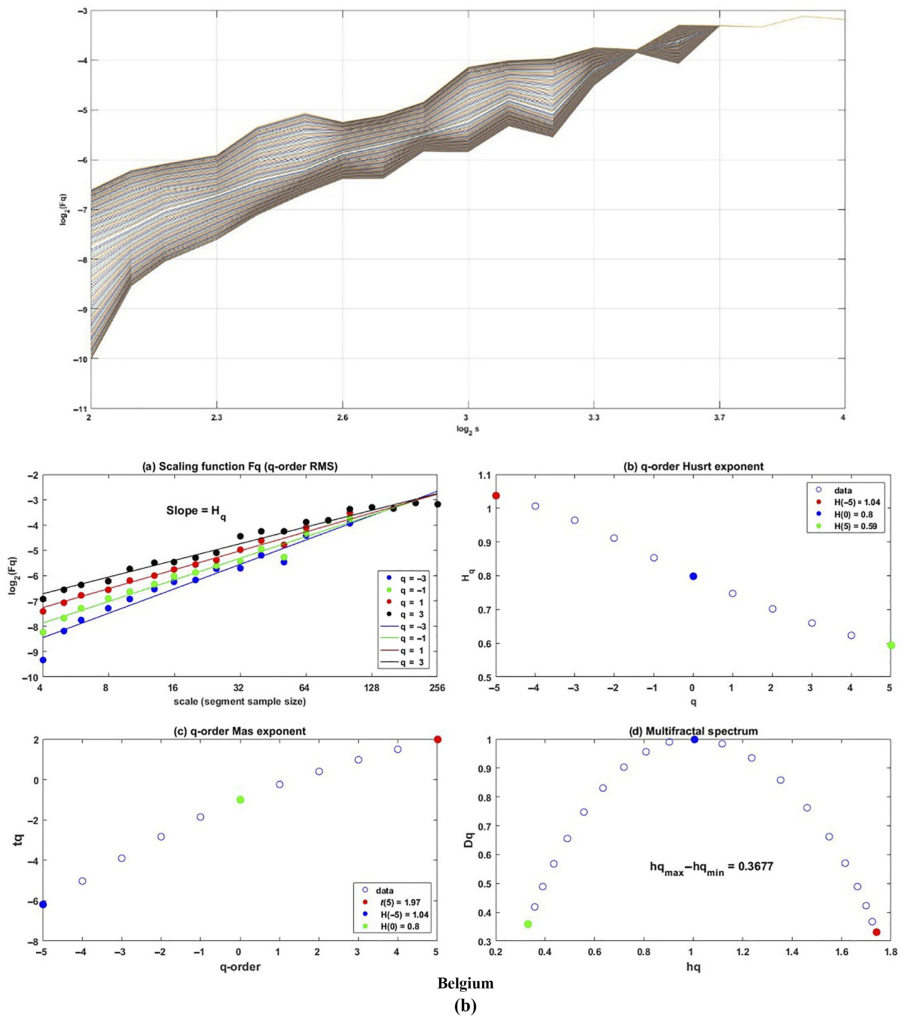 −3
−4
−5
−6
−7
−8
−9
−10
−11
log2(Fq)
2 2.3 2.6 3 3.3 3.7 4
log2 s
(a) Scaling function Fq (q-order RMS)
−2
−3
−4
−5
−6
−7
−8
−9
−10
log2(Fq)
Slope = Hq
q = −3
q = −1
q = 1
q = 3
q = −3
q = −1
q = 1
q = 3
4 8 16 32 64 128 256
scale (segment sample size)
(b) q-order Husrt exponent
1.1
1
0.9
0.8
0.7
0.6
0.5
Hq
data
H(−5) = 1.04
H(0) = 0.8
H(5) = 0.59
−5 −4 −3 −2 −1 0 1 2 3 4 5
q
(c) q-order Mas exponent
2
0
−2
−4
−6
−8
tq
data
t(5) = 1.97
H(−5) = 1.04
H(0) = 0.8
−5 −4 −3 −2 −1 0 1 2 3 4 5
q-order
(d) Multifractal spectrum
1
0.9
0.8
0.7
0.6
0.5
0.4
0.3
Dq
hqmax−hqmin = 0.3677
0.2 0.4 0.6 0.8 1 1.2 1.4 1.6 1.8
hq
Belgium
(b)